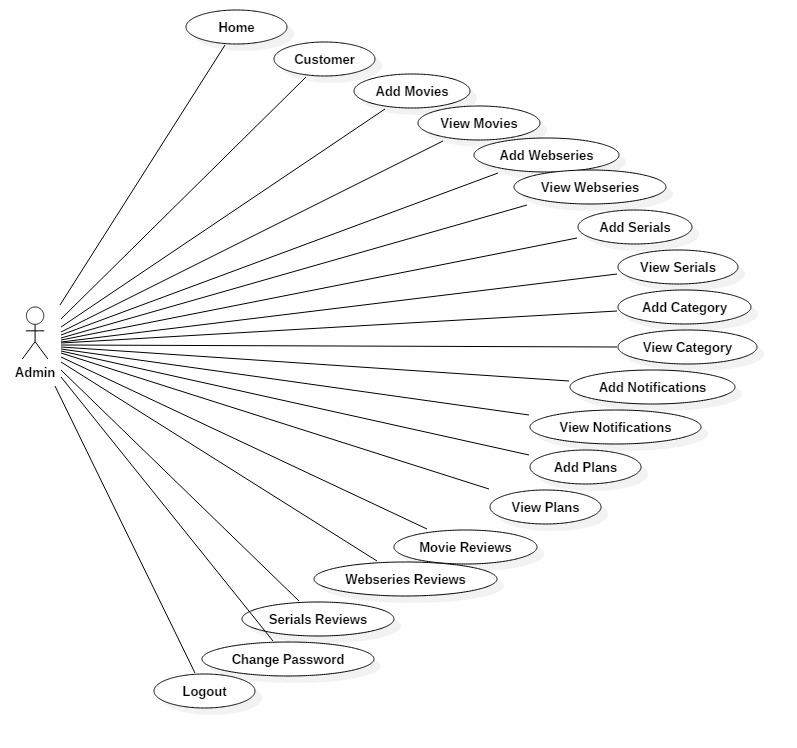 Home
Customer
Add Movies
View Movies
Add Webseries
View Webseries
Add Serials
View Serials
Add Category
View Category
Admin
Add Notifications
View Notifications
Add Plans
View Plans
Movie Reviews
Webseries Reviews
Serials Reviews
Change Password
Logout